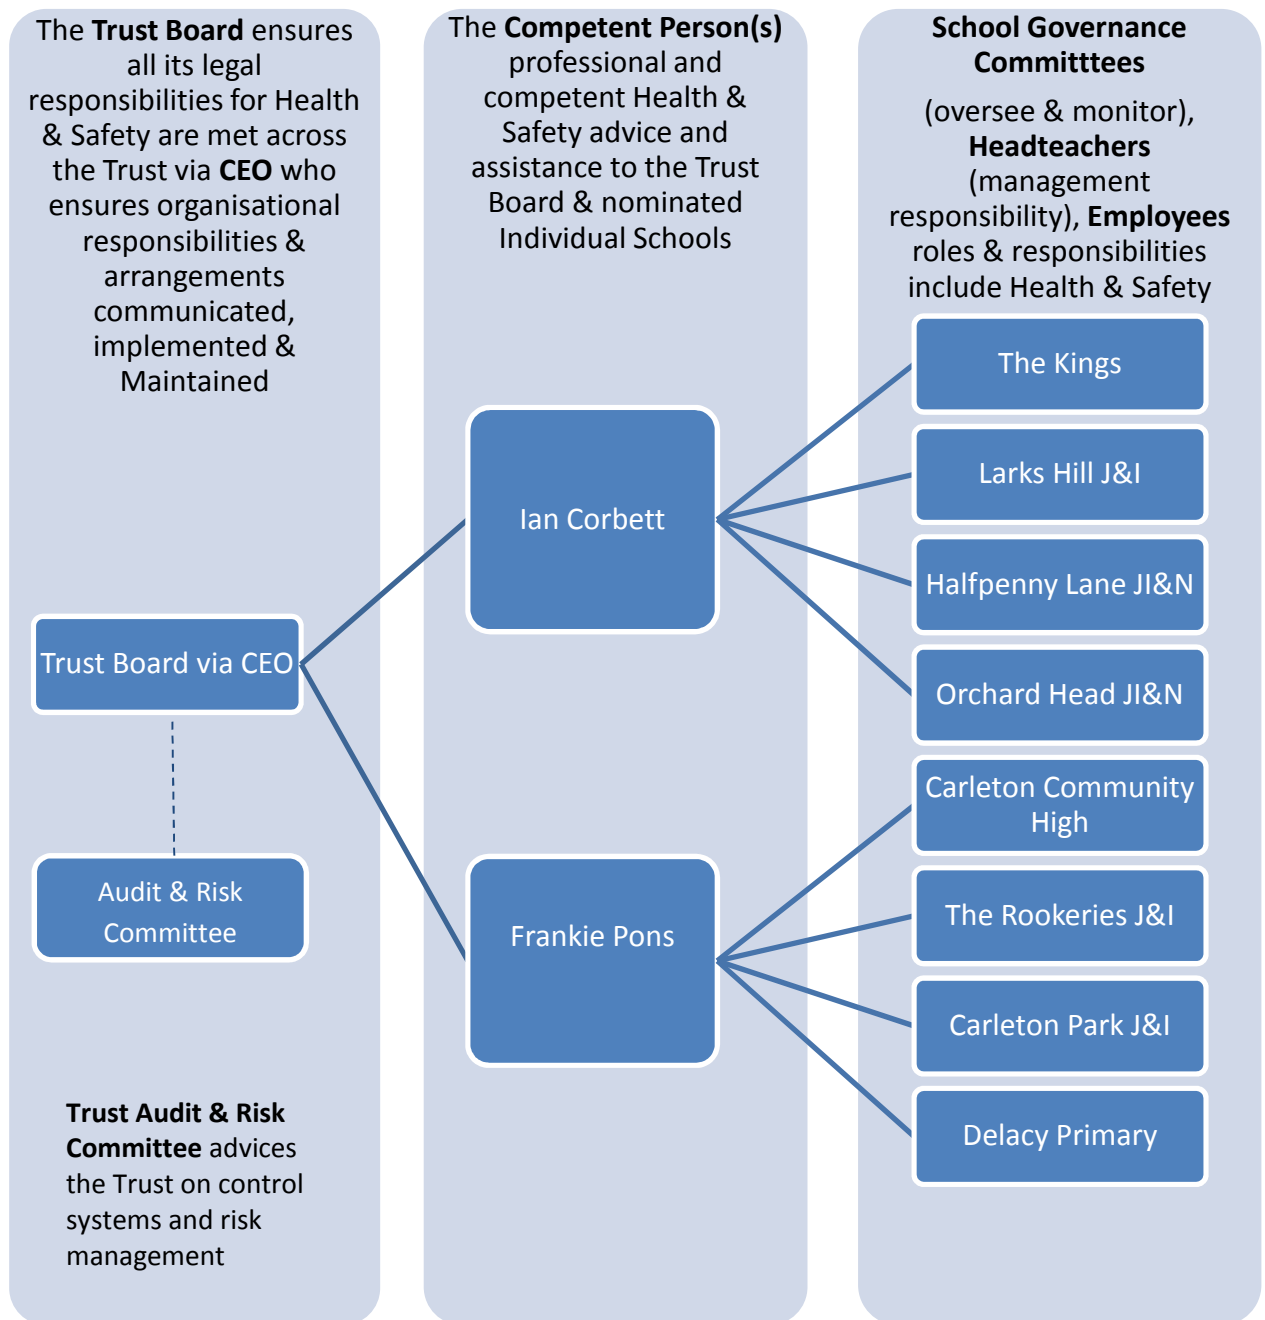 The Trust Board ensures
all its legal
responsibilities for Health
& Safety are met across
the Trust via CEO who
ensures organisational
responsibilities &
arrangements
communicated,
implemented &
Maintained
Trust Board via CEO
Audit & Risk
Committee
Trust Audit & Risk
Committee advices
the Trust on control
systems and risk
management
The Competent Person(s)
professional and
competent Health &
Safety advice and
assistance to the Trust
Board & nominated
Individual Schools
Ian Corbett
Frankie Pons
School Governance
Committtees
(oversee & monitor),
Headteachers
(management
responsibility), Employees
roles & responsibilities
include Health & Safety
The Kings
Larks Hill J&I
Halfpenny Lane JI&N
Orchard Head JI&N
Carleton Community
High
The Rookeries J&I
Carleton Park J&I
Delacy Primary